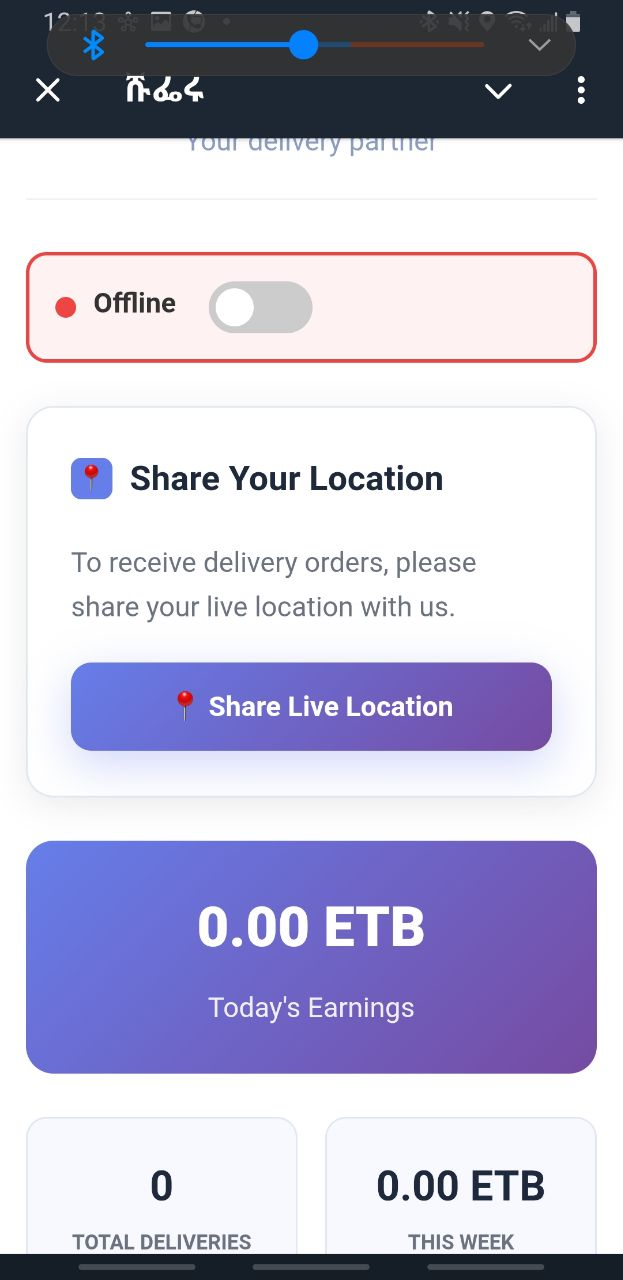 12:13
ሹፌሩ
Your delivery partner
Offline
Share Your Location
To receive delivery orders, please
share your live location with us.
Share Live Location
0.00 ETB
Today's Earnings
0
TOTAL DELIVERIES
0.00 ETB
THIS WEEK